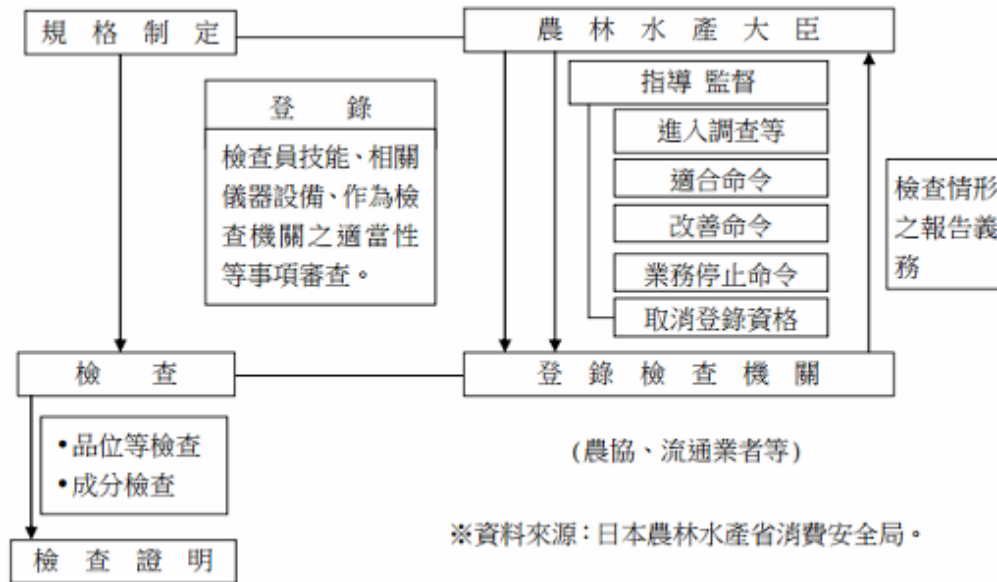 規格制定
農林水產大臣
登錄
檢查員技能、相關
儀器設備、作為檢
查機關之適當性
等事項審查。
指導 監督
進入調查等
適合命令
改善命令
業務停止命令
取消登錄資格
檢查情形
之報告義
務
檢查
登錄檢查機關
•品位等檢查
•成分檢查
(農協、流通業者等)
檢查證明
※資料來源：日本農林水產省消費安全局。